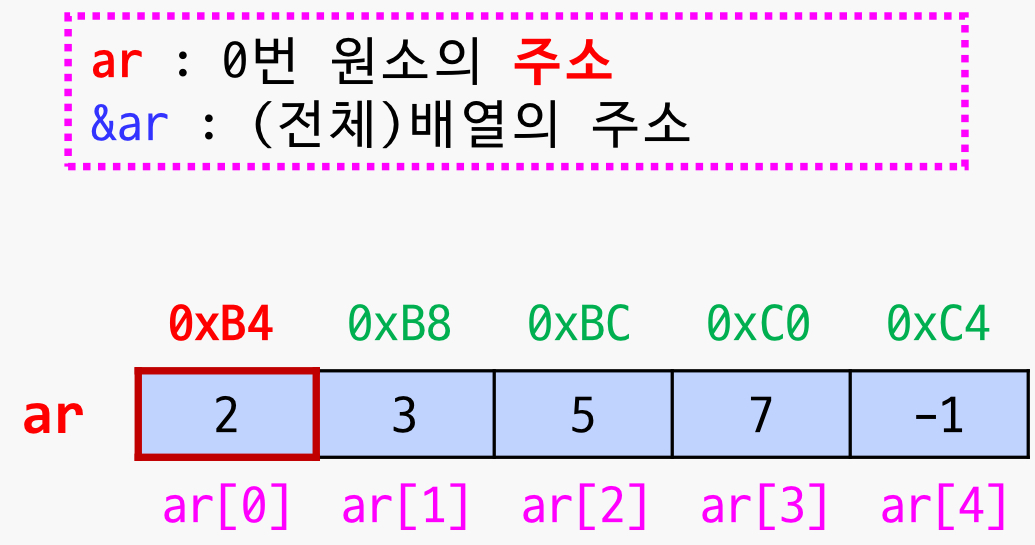 ar : 0번 원소의 주소
&ar : (전체)배열의 주소
0xB4 0xB8 0xBC 0xC0 0xC4
ar 2 3 5 7 -1
ar[0] ar[1] ar[2] ar[3] ar[4]